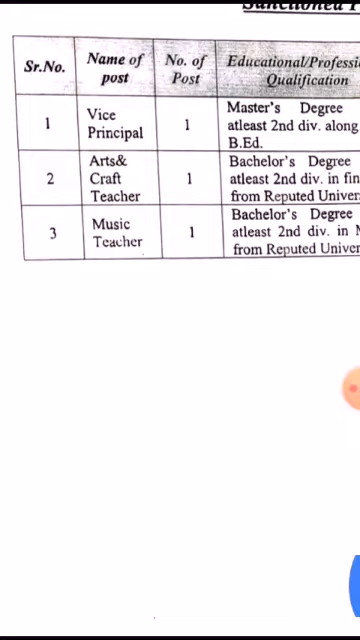 Sanctioned
Sr.No.
Name of
post
No. of
Post
Educational/Professi
Qualification
1
Vice
Principal
1
Master's Degree
atleast 2nd div. along
B.Ed.
2
Arts&
Craft
Teacher
1
Bachelor's Degree
atleast 2nd div. in fin
from Reputed Univer
3
Music
Teacher
1
Bachelor's Degree
atleast 2nd div. in M
from Reputed Univer